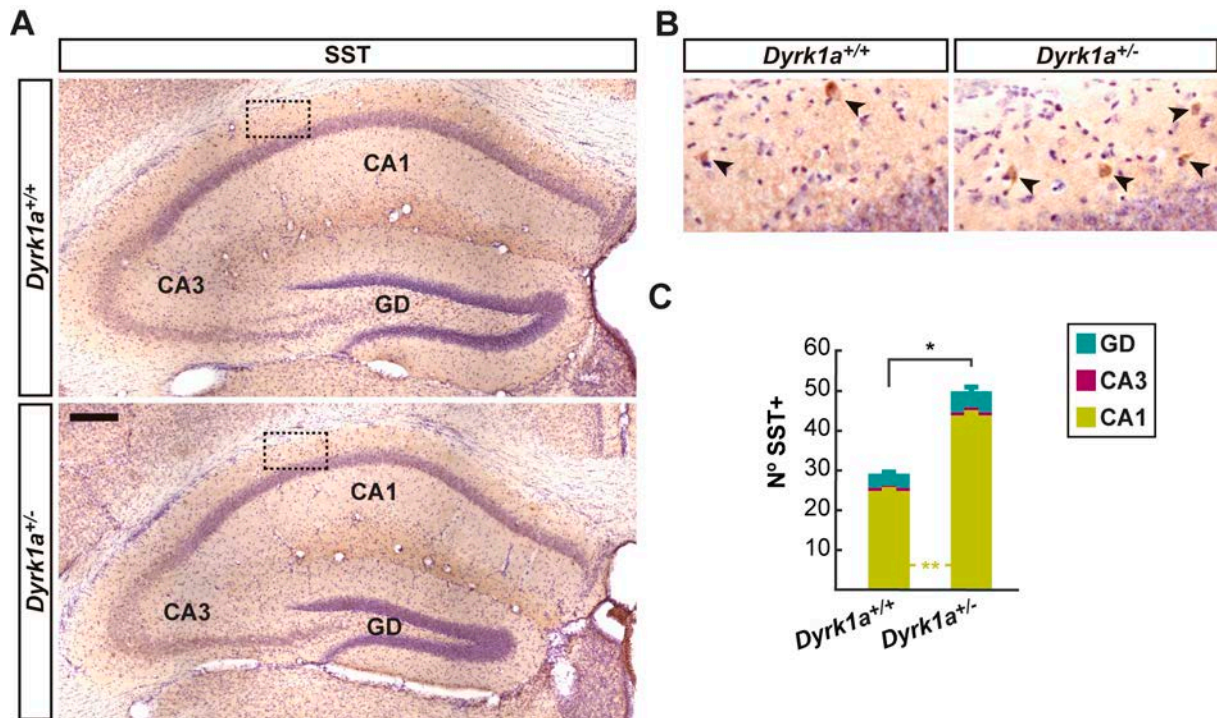 A
SST
Dyrk1a+/+
CA1
CA3
GD
Dyrk1a+/-
CA1
CA3
GD
B
Dyrk1a+/+
Dyrk1a+/-
C
Nº SST+
60
50
40
30
20
10
*
**
Dyrk1a+/+
Dyrk1a+/-
GD
CA3
CA1